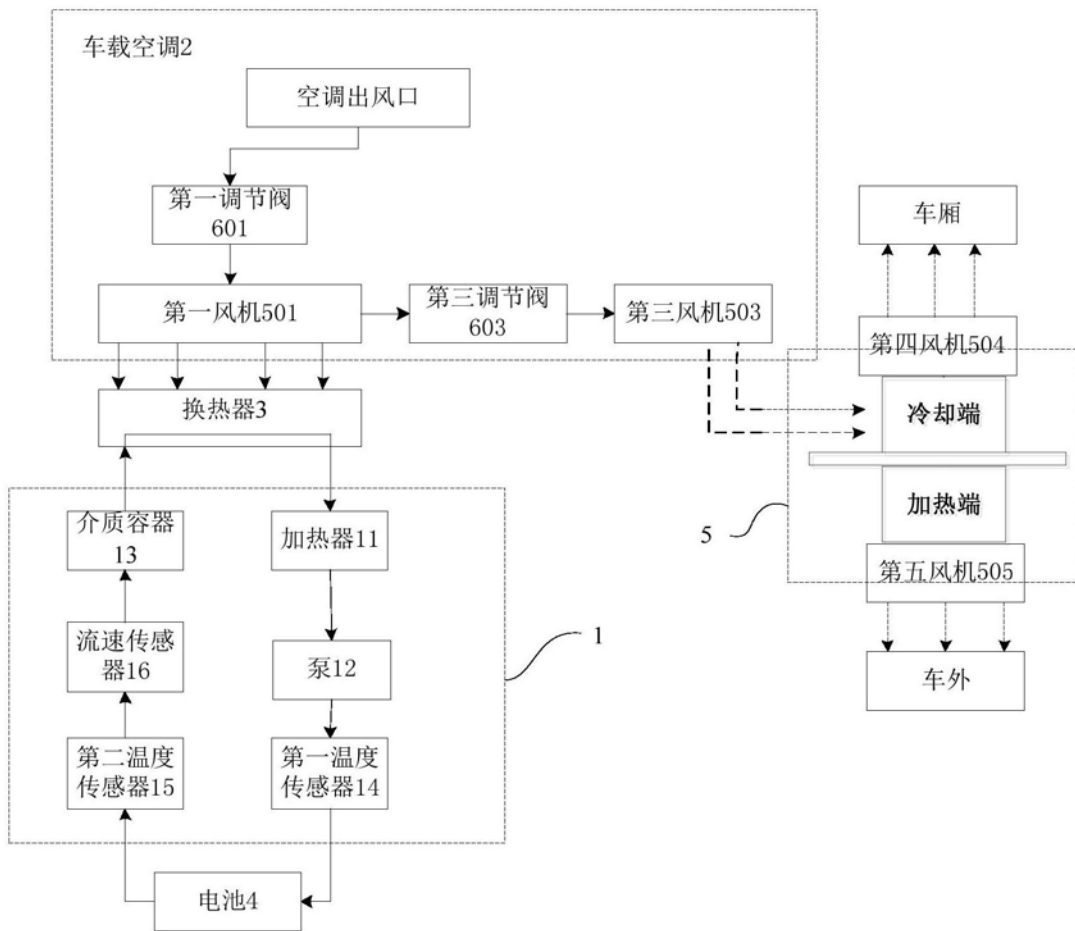 车载空调2
空调出风口
第一调节阀
601
车厢
第一风机501
第三调节阀
603
第三风机503
第四风机504
换热器3
冷却端
加热端
介质容器
13
加热器11
5
第五风机505
流速传感
器16
泵12
1
车外
第二温度
传感器15
第一温度
传感器14
电池4